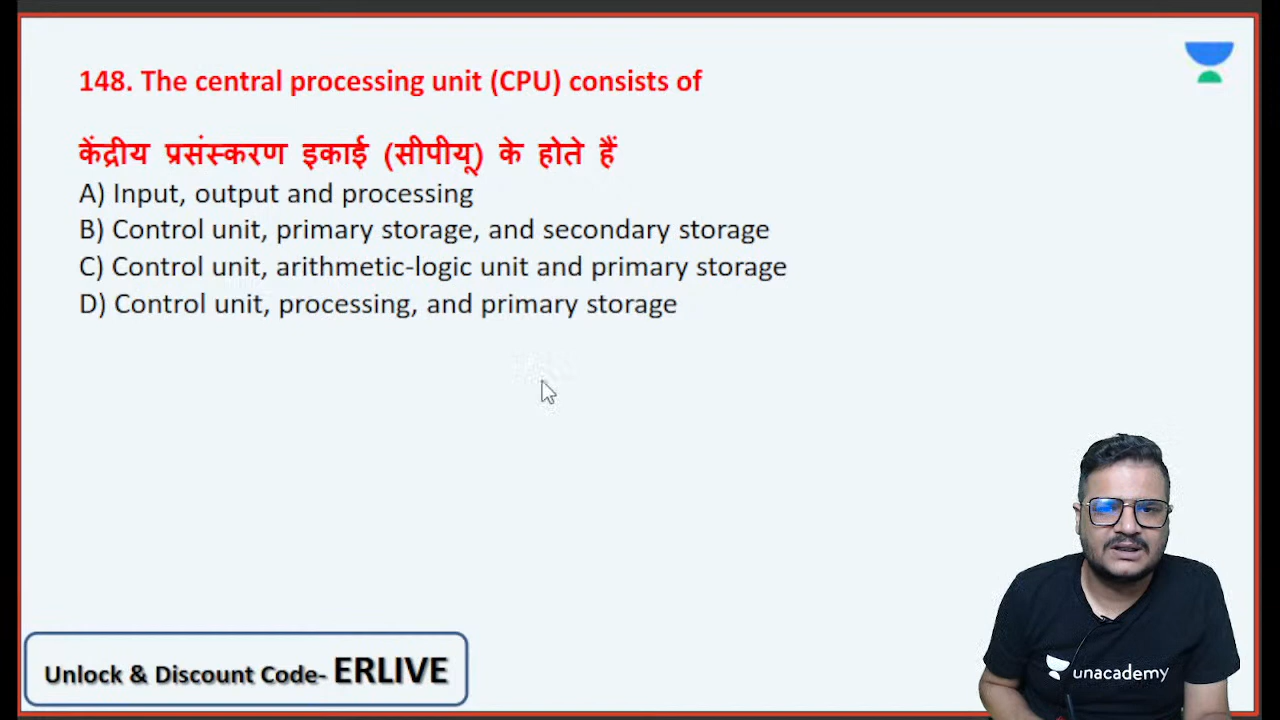 148. The central processing unit (CPU) consists of
केंद्रीय प्रसंस्करण इकाई (सीपीयू) के होते हैं
A) Input, output and processing
B) Control unit, primary storage, and secondary storage
C) Control unit, arithmetic-logic unit and primary storage
D) Control unit, processing, and primary storage
unacademy
Unlock & Discount Code- ERLIVE